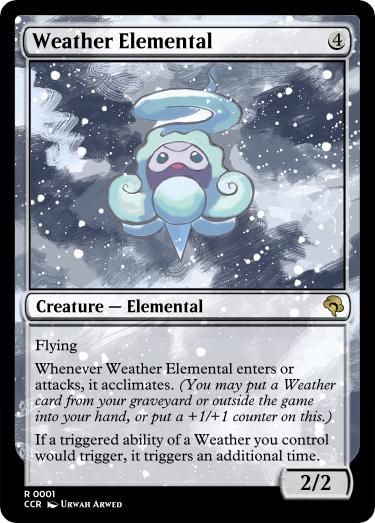 Weather Elemental 4
Creature — Elemental
Flying
Whenever Weather Elemental enters or
attacks, it acclimates. (You may put a Weather
card from your graveyard or outside the game
into your hand, or put a +1/+1 counter on this.)
If a triggered ability of a Weather you control
would trigger, it triggers an additional time.
2/2
R 0001
CCR Urwah Arwed